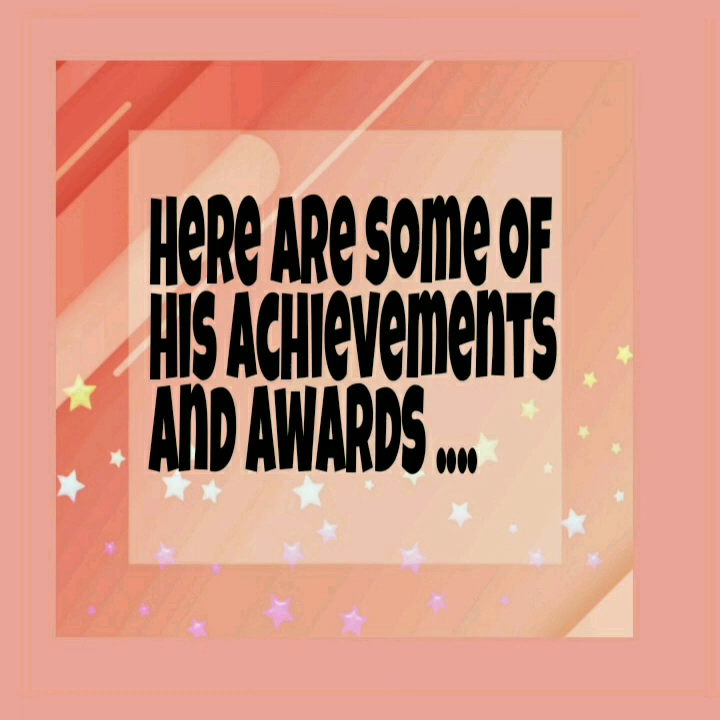 Here are some of
His Achievements
and Awards ....